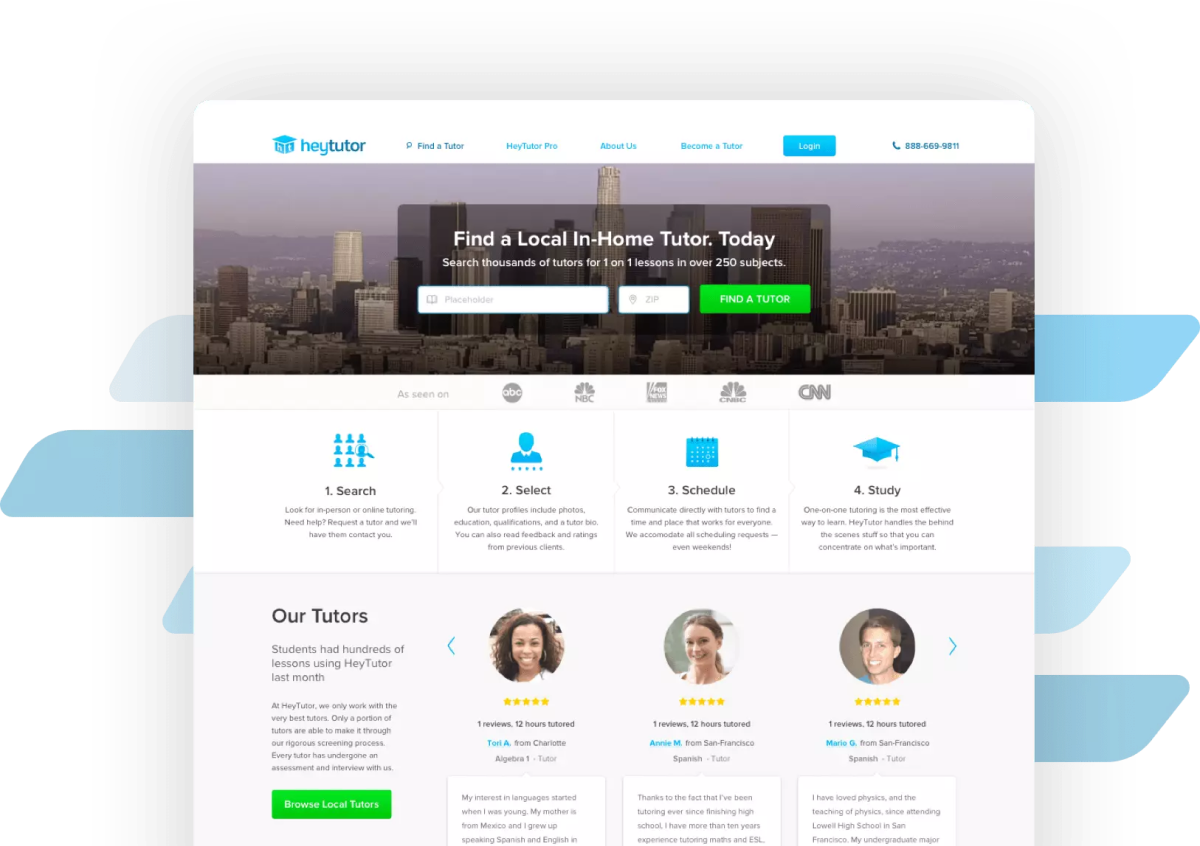 heytutor
Find a Tutor
HeyTutor Pro
About Us
Become a Tutor
Login
888-669-9811
Find a Local In-Home Tutor. Today
Search thousands of tutors for 1 on 1 lessons in over 250 subjects.
Placeholder
ZIP
FIND A TUTOR
As seen on
abc
NBC
FOX
NEWS
CNBC
CNN
1. Search
Look for in-person or online tutoring.
Need help? Request a tutor and we'll
have them contact you.
2. Select
Our tutor profiles include photos,
education, qualifications, and a tutor bio.
You can also read feedback and ratings
from previous clients.
3. Schedule
Communicate directly with tutors to find a
time and place that works for everyone.
We accomodate all scheduling requests —
even weekends!
4. Study
One-on-one tutoring is the most effective
way to learn. HeyTutor handles the behind
the scenes stuff so that you can
concentrate on what's important.
Our Tutors
Students had hundreds of
lessons using HeyTutor
last month
At HeyTutor, we only work with the
very best tutors. Only a portion of
tutors are able to make it through
our rigorous screening process.
Every tutor has undergone an
assessment and interview with us.
Browse Local Tutors
1 reviews, 12 hours tutored
Tori A. from Charlotte
Algebra 1 - Tutor
My interest in languages started
when I was young. My mother is
from Mexico and I grew up
speaking Spanish and English in
1 reviews, 12 hours tutored
Annie M. from San-Francisco
Spanish - Tutor
Thanks to the fact that I've been
tutoring ever since finishing high
school, I have more than ten years
experience tutoring maths and ESL.
1 reviews, 12 hours tutored
Mario G. from San-Francisco
Spanish - Tutor
I have loved physics, and the
teaching of physics, since attending
Lowell High School in San
Francisco. My undergraduate major